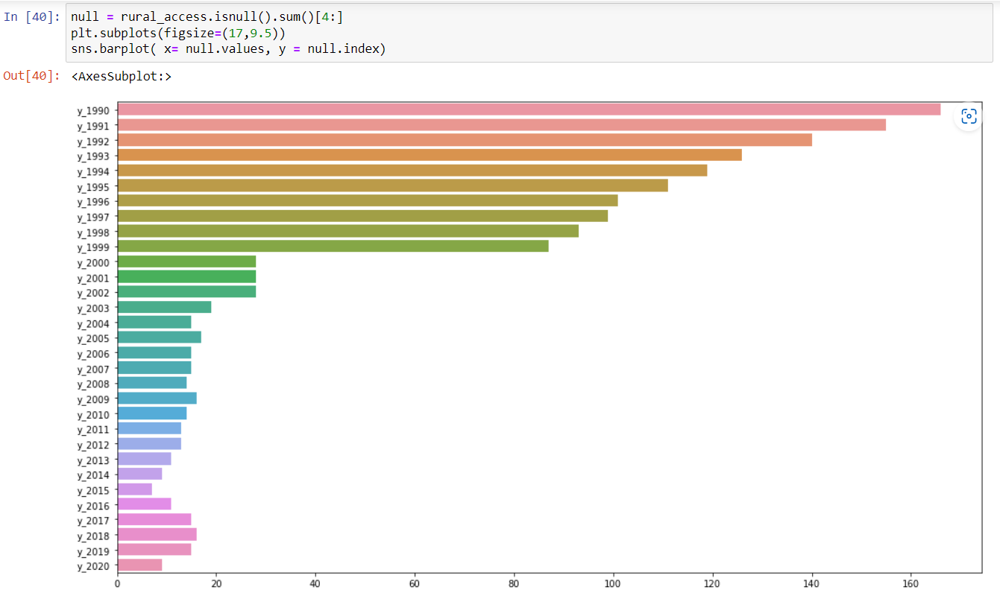 In [40]: null = rural_access.isnull().sum()[4:]
plt.subplots(figsize=(17,9.5))
sns.barplot( x= null.values, y = null.index)
Out[40]: <AxesSubplot:>
y_1990
y_1991
y_1992
y_1993
y_1994
y_1995
y_1996
y_1997
y_1998
y_1999
y_2000
y_2001
y_2002
y_2003
y_2004
y_2005
y_2006
y_2007
y_2008
y_2009
y_2010
y_2011
y_2012
y_2013
y_2014
y_2015
y_2016
y_2017
y_2018
y_2019
y_2020
0 20 40 60 80 100 120 140 160